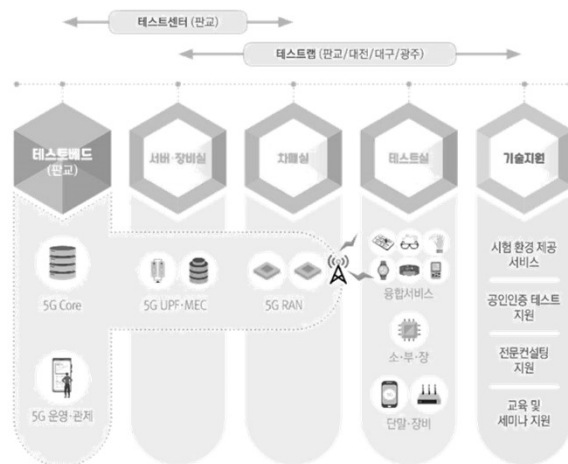 테스트센터 (판교)
테스트랩 (판교/대전/대구/광주)
테스트베드
(판교)
서버·장비실
차폐실
테스트실
기술지원
5G Core
5G UPF·MEC
5G RAN
융합서비스
시험 환경 제공
서비스
공인인증 테스트
지원
소·부·장
전문컨설팅
지원
5G 운영·관제
단말·장비
교육 및
세미나 지원